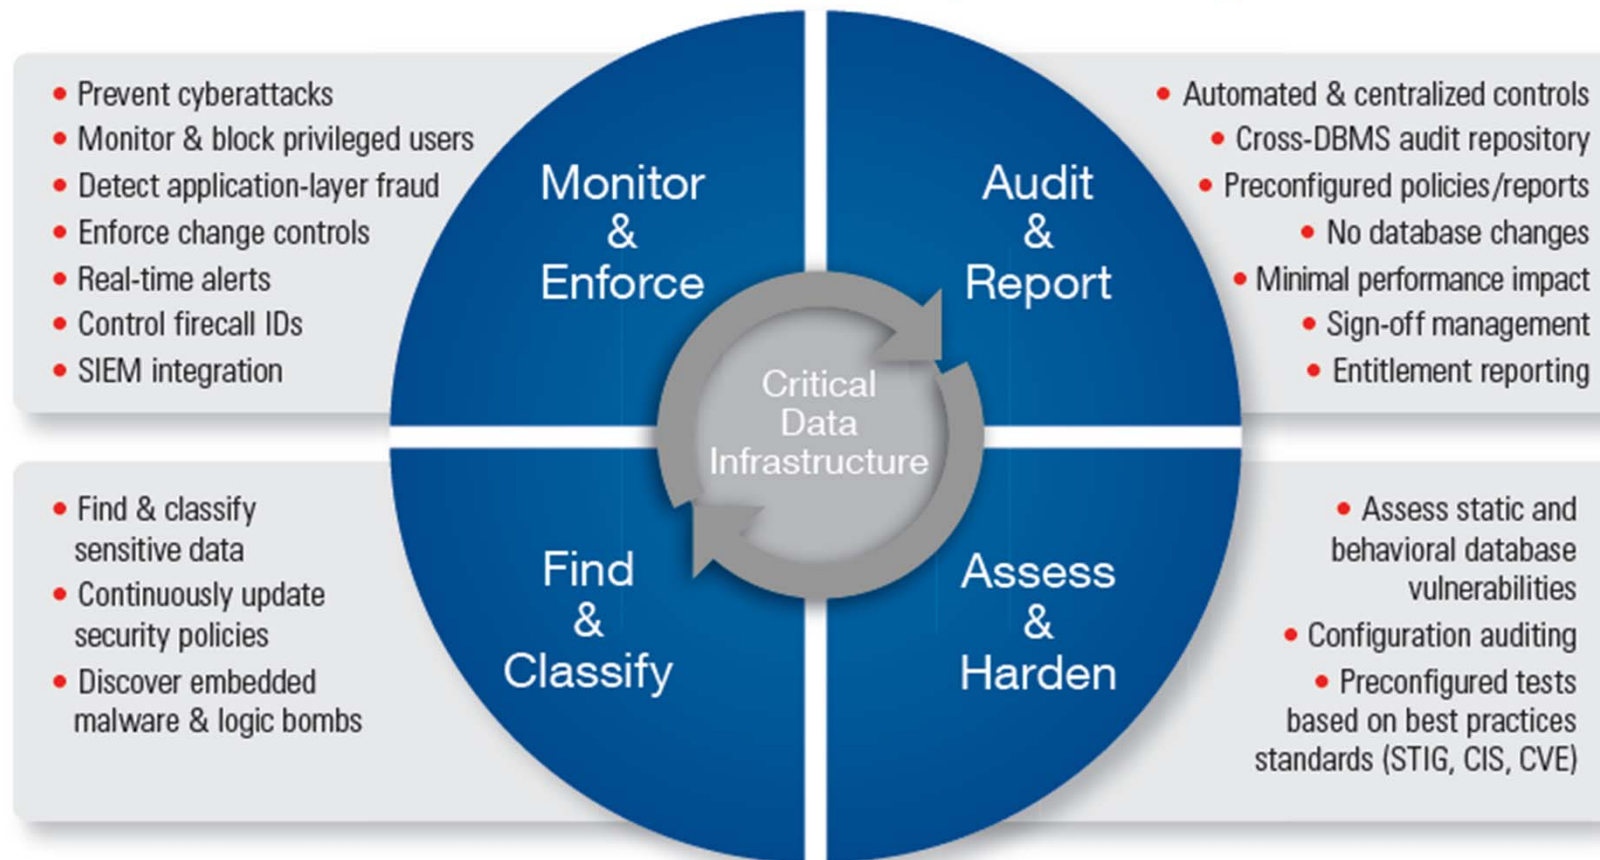 • Prevent cyberattacks
• Monitor & block privileged users
• Detect application-layer fraud
• Enforce change controls
• Real-time alerts
• Control firecall IDs
• SIEM integration
Monitor
&
Enforce
Audit
&
Report
• Automated & centralized controls
• Cross-DBMS audit repository
• Preconfigured policies/reports
• No database changes
• Minimal performance impact
• Sign-off management
• Entitlement reporting
Critical
Data
Infrastructure
• Find & classify
sensitive data
• Continuously update
security policies
• Discover embedded
malware & logic bombs
Find
&
Classify
Assess
&
Harden
• Assess static and
behavioral database
vulnerabilities
• Configuration auditing
• Preconfigured tests
based on best practices
standards (STIG, CIS, CVE)